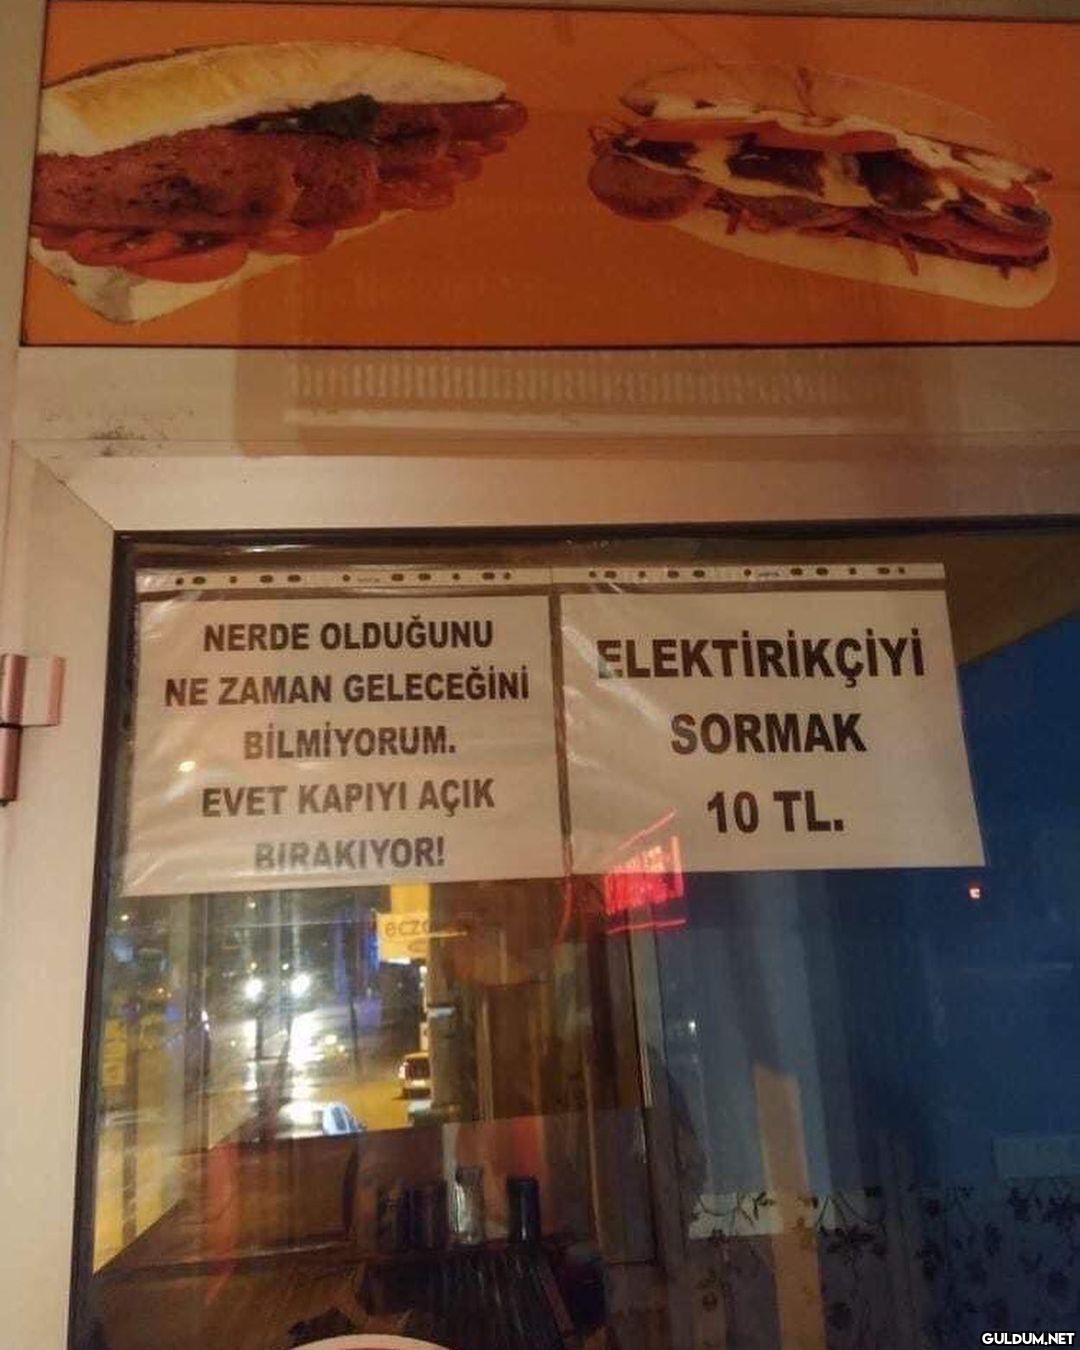 NERDE OLDUĞUNU
NE ZAMAN GELECEĞİNİ
BİLMİYORUM.
EVET KAPIYI AÇIK
BIRAKIYOR!
ELEKTİRİKÇİYİ
SORMAK
10 TL.
GULDUM.NET